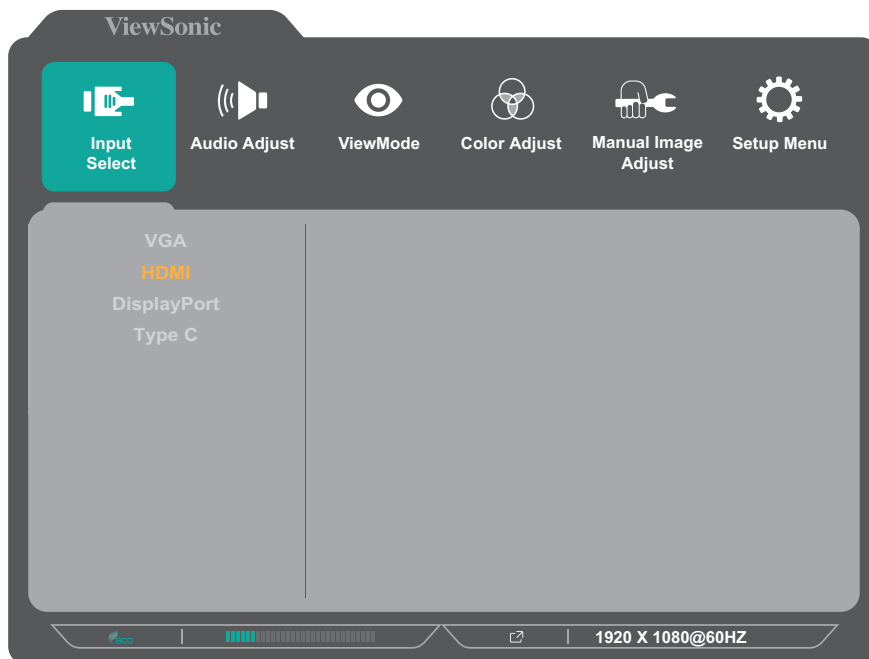 ViewSonic
Input
Select
Audio Adjust
ViewMode
Color Adjust
Manual Image
Adjust
Setup Menu
VGA
HDMI
DisplayPort
Type C
eco
1920 X 1080@60HZ